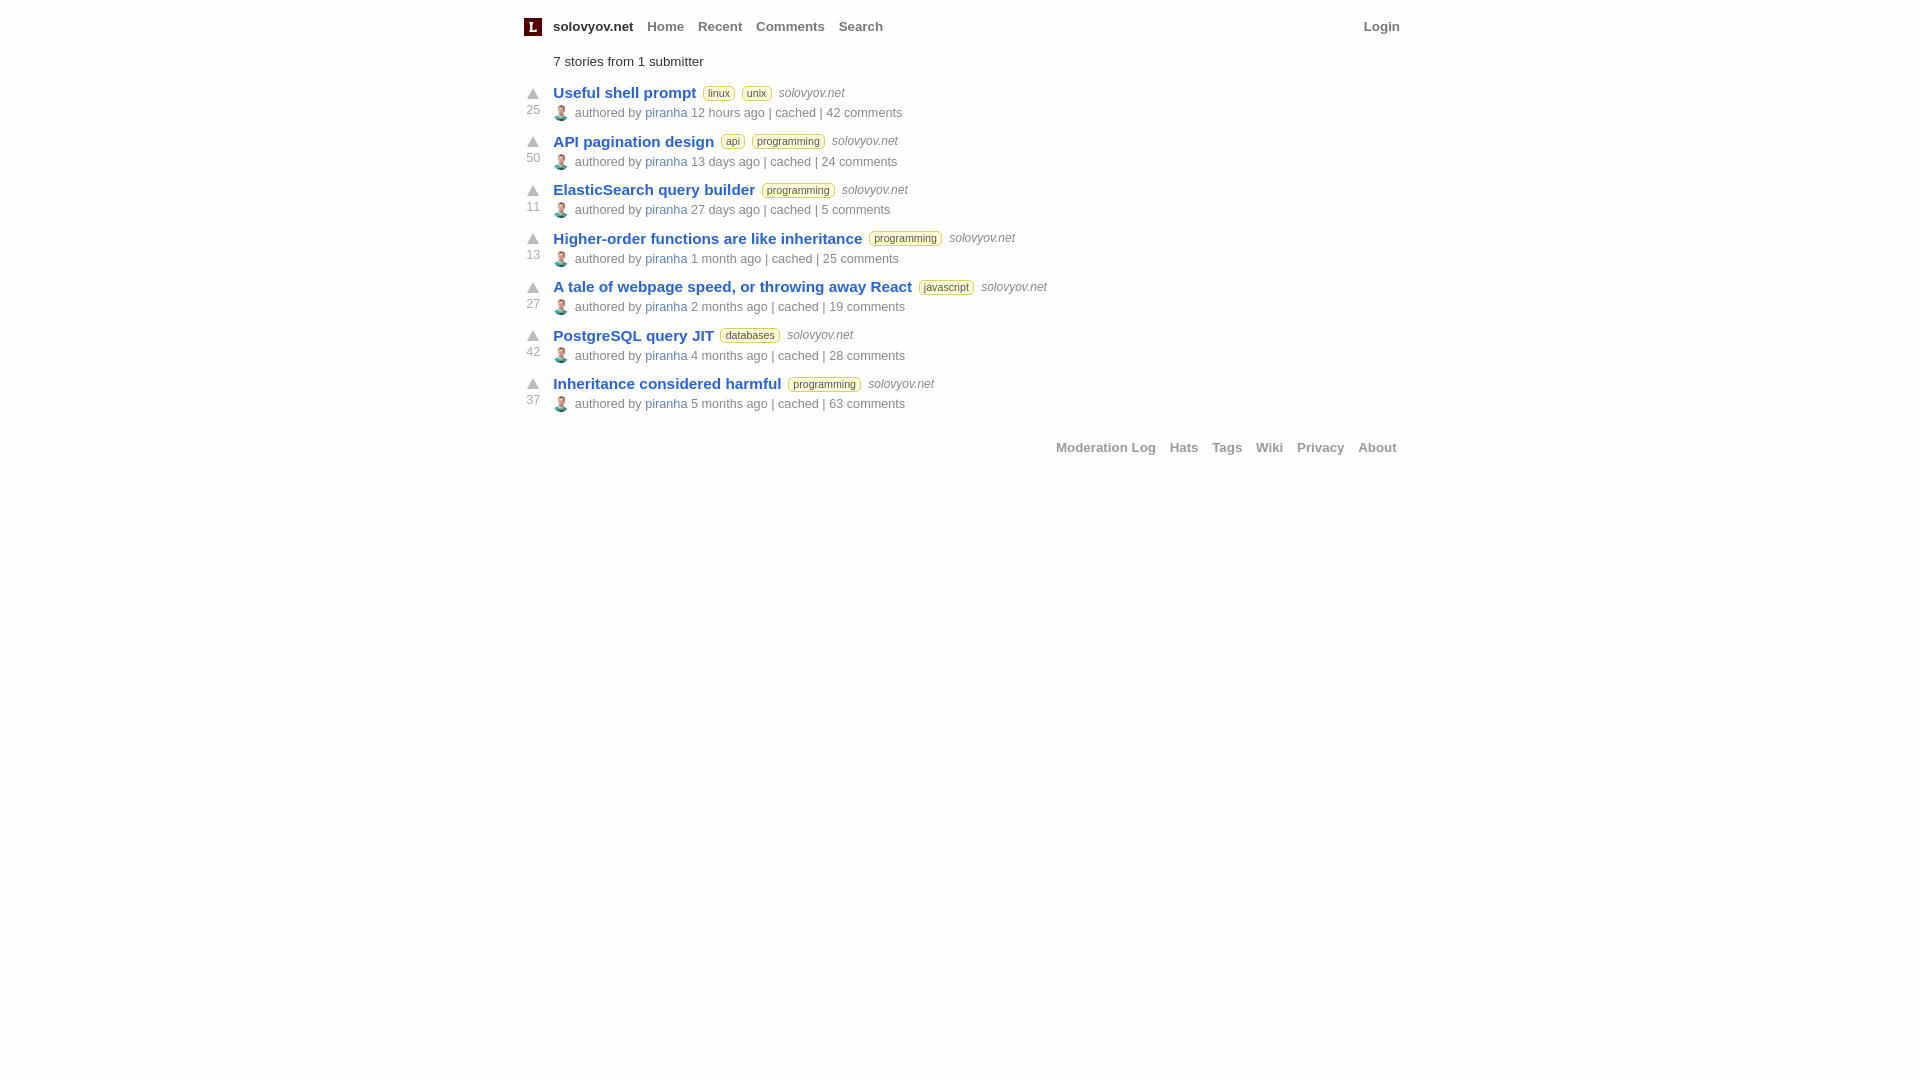 L solovyov.net Home Recent Comments Search Login
7 stories from 1 submitter
Useful shell prompt linux unix solovyov.net
25
authored by piranha 12 hours ago | cached | 42 comments
API pagination design api programming solovyov.net
50
authored by piranha 13 days ago | cached | 24 comments
ElasticSearch query builder programming solovyov.net
11
authored by piranha 27 days ago | cached | 5 comments
Higher-order functions are like inheritance programming solovyov.net
13
authored by piranha 1 month ago | cached | 25 comments
A tale of webpage speed, or throwing away React javascript solovyov.net
27
authored by piranha 2 months ago | cached | 19 comments
PostgreSQL query JIT databases solovyov.net
42
authored by piranha 4 months ago | cached | 28 comments
Inheritance considered harmful programming solovyov.net
37
authored by piranha 5 months ago | cached | 63 comments
Moderation Log Hats Tags Wiki Privacy About